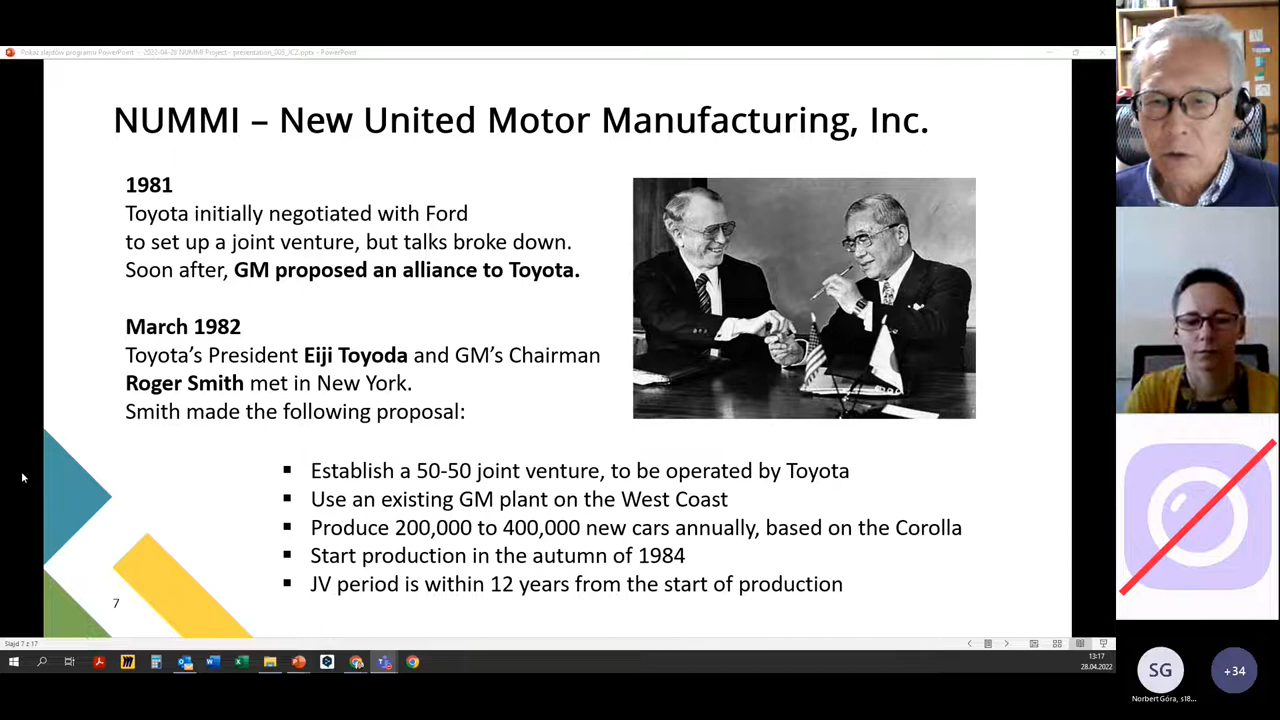 Pokaz slajdów programu PowerPoint - 2022-04-28 NUMMI Project - presentation_005_JCZ.pptx - PowerPoint
NUMMI – New United Motor Manufacturing, Inc.
1981
Toyota initially negotiated with Ford
to set up a joint venture, but talks broke down.
Soon after, GM proposed an alliance to Toyota.
March 1982
Toyota's President Eiji Toyoda and GM's Chairman
Roger Smith met in New York.
Smith made the following proposal:
▪ Establish a 50-50 joint venture, to be operated by Toyota
▪ Use an existing GM plant on the West Coast
▪ Produce 200,000 to 400,000 new cars annually, based on the Corolla
▪ Start production in the autumn of 1984
▪ JV period is within 12 years from the start of production
7
Slajd 7 z 17
13:17
28.04.2022
SG
+34
Norbert Góra, s18...